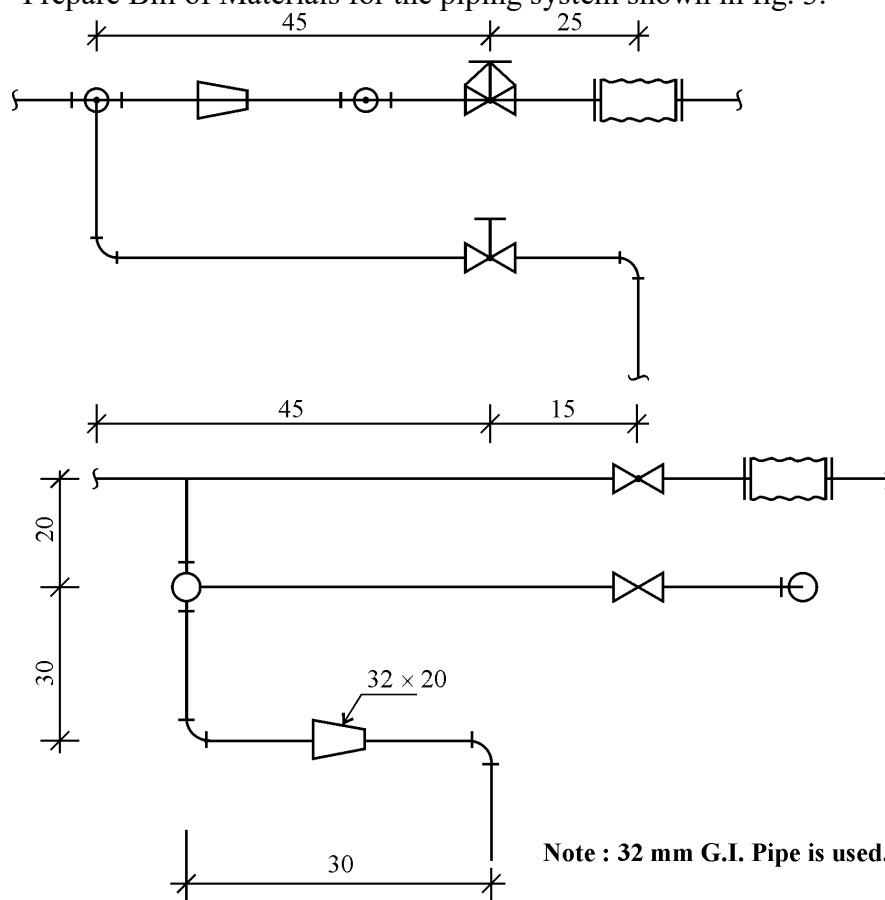 Prepare Bill of Materials for the piping system shown in fig. 3.
45 25
45 15
20
30
32 × 20
30
Note : 32 mm G.I. Pipe is used.